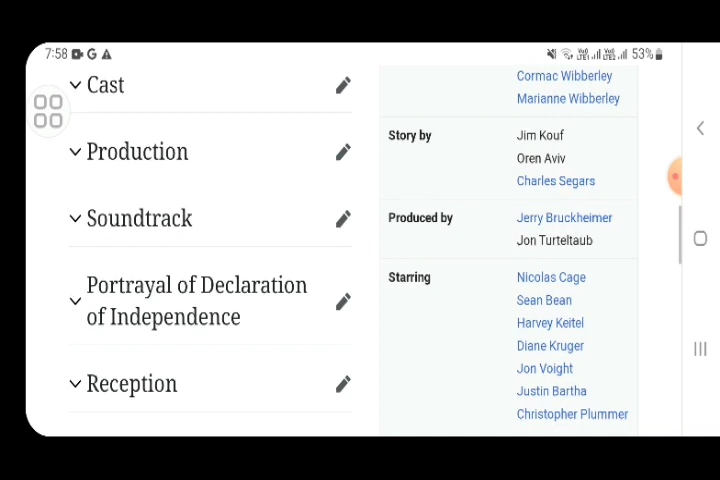 7:58 G 53%
Cast
Production
Soundtrack
Portrayal of Declaration
of Independence
Reception
Cormac Wibberley
Marianne Wibberley
Story by Jim Kouf
Oren Aviv
Charles Segars
Produced by Jerry Bruckheimer
Jon Turteltaub
Starring Nicolas Cage
Sean Bean
Harvey Keitel
Diane Kruger
Jon Voight
Justin Bartha
Christopher Plummer